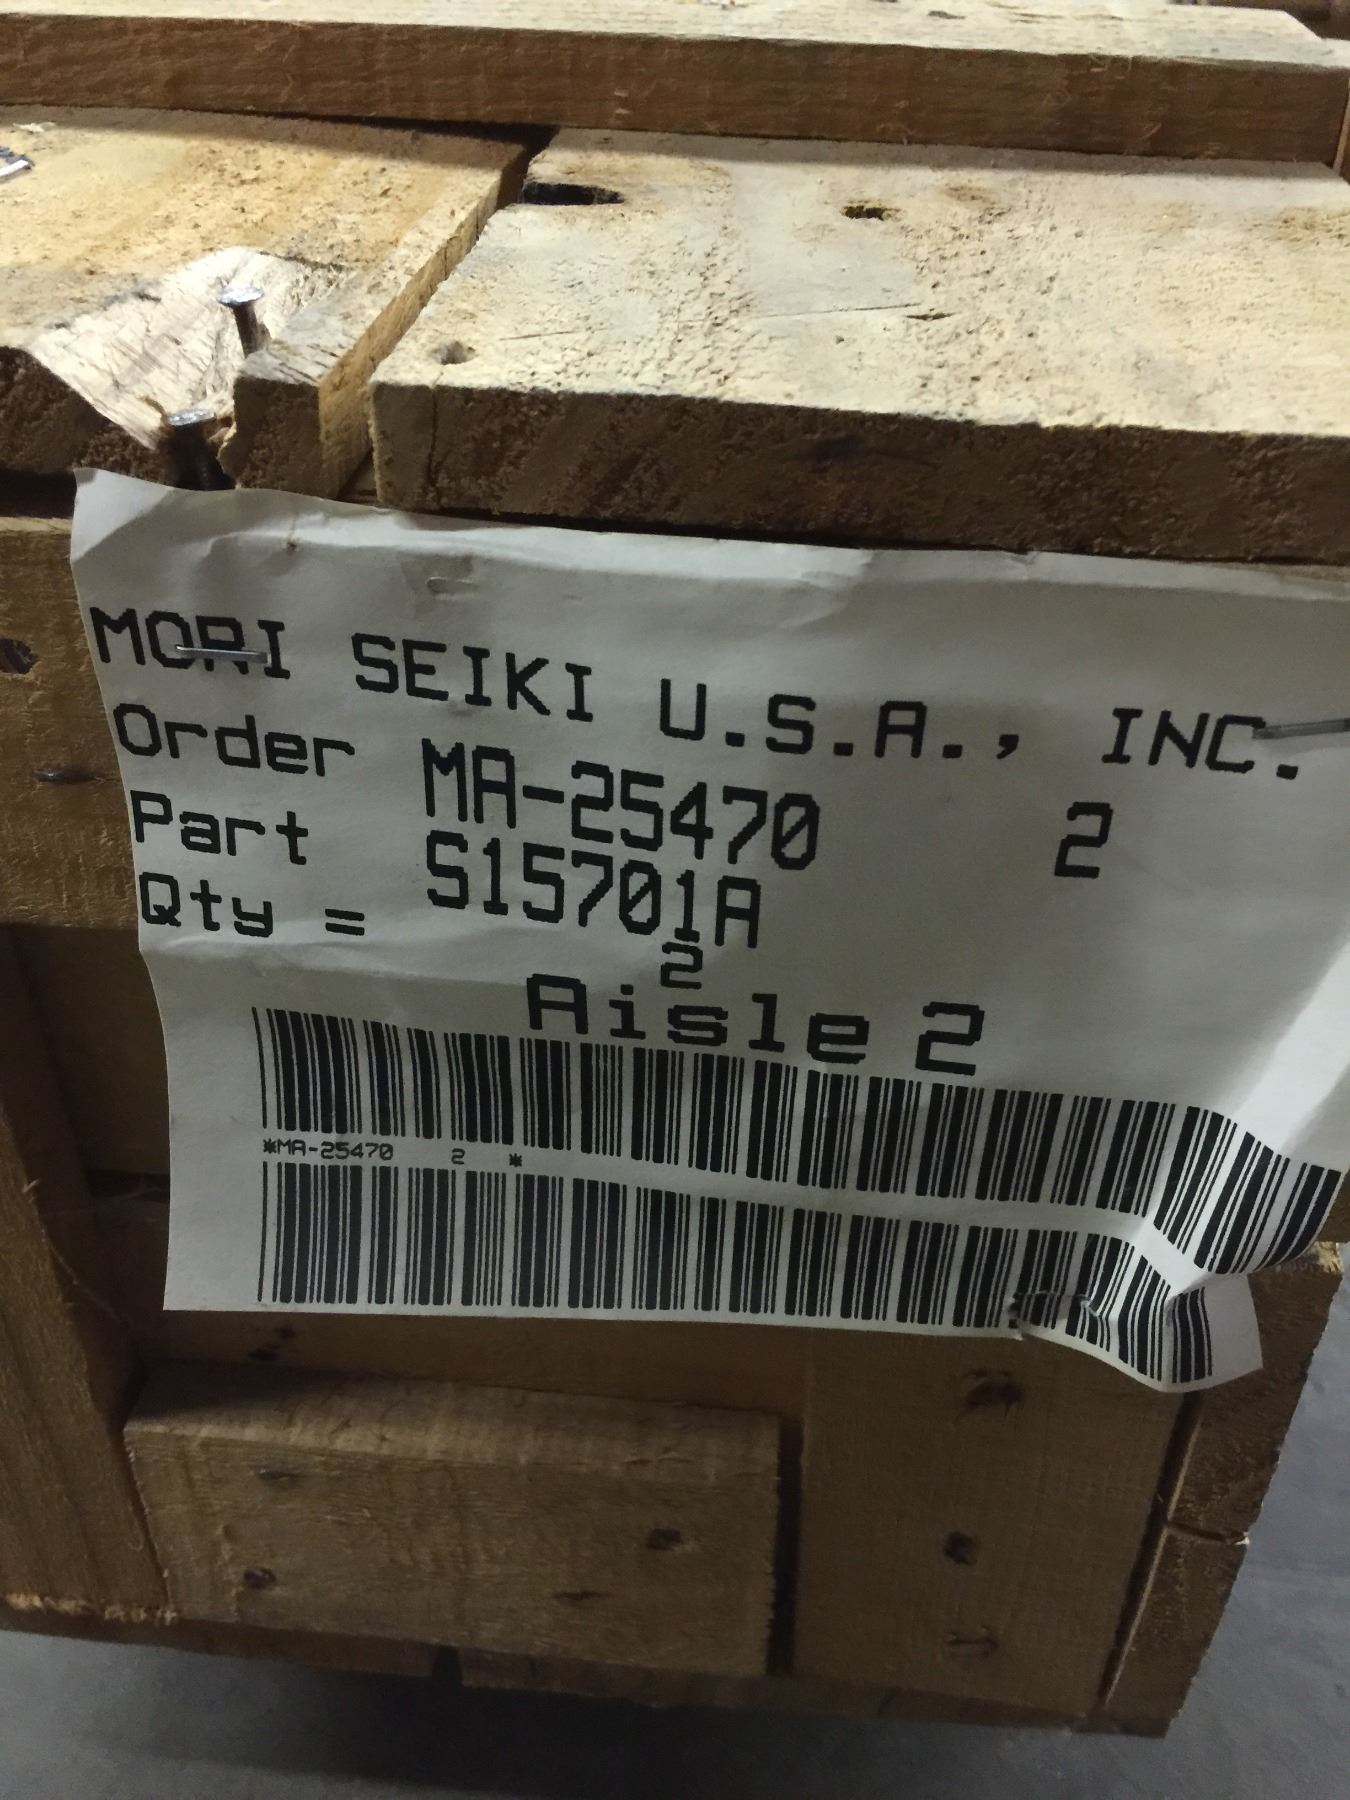 MORI SEIKI U.S.A., INC.
Order MA-25470 2
Part S15701A
Qty = 2
Aisle 2
*MA-25470 2 *